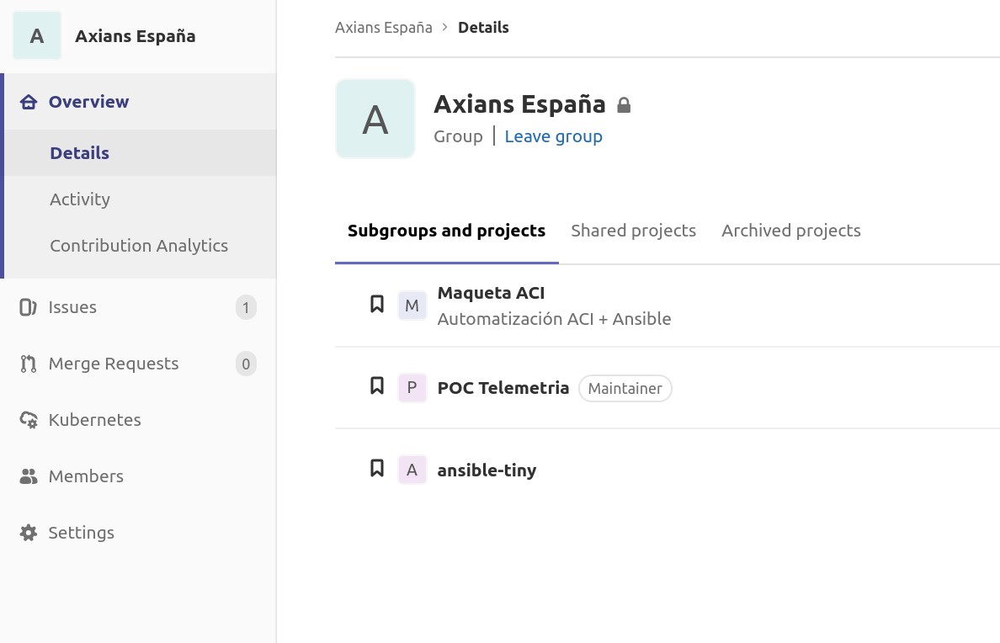 A Axians España
Overview
Details
Activity
Contribution Analytics
Issues 1
Merge Requests 0
Kubernetes
Members
Settings
Axians España › Details
A
Axians España
Group | Leave group
Subgroups and projects Shared projects Archived projects
M Maqueta ACI
Automatización ACI + Ansible
P POC Telemetria Maintainer
A ansible-tiny